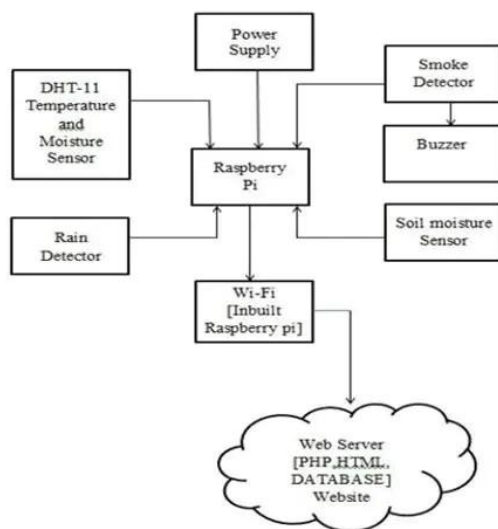 Power
Supply
Smoke
Detector
DHT-11
Temperature
and
Moisture
Sensor
Buzzer
Raspberry
Pi
Rain
Detector
Soil moisture
Sensor
Wi-Fi
[Inbuilt
Raspberry pi]
Web Server
[PHP,HTML,
DATABASE]
Website